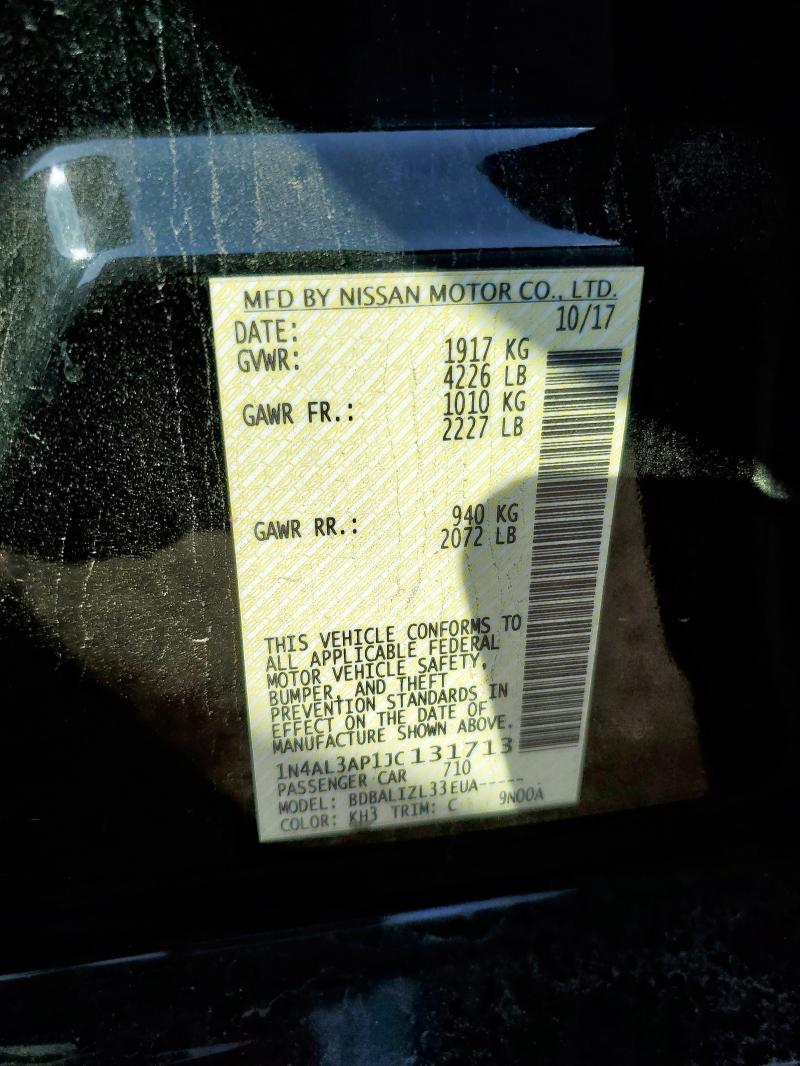 MFD BY NISSAN MOTOR CO., LTD.
DATE: 10/17
GVWR: 1917 KG
4226 LB
GAWR FR.: 1010 KG
2227 LB
GAWR RR.: 940 KG
2072 LB
THIS VEHICLE CONFORMS TO
ALL APPLICABLE FEDERAL
MOTOR VEHICLE SAFETY,
BUMPER, AND THEFT
PREVENTION STANDARDS IN
EFFECT ON THE DATE OF
MANUFACTURE SHOWN ABOVE.
1N4AL3AP1JC131713
PASSENGER CAR 710
MODEL: BDBALIZL33EUA-----
COLOR: KH3 TRIM: C 9N00A